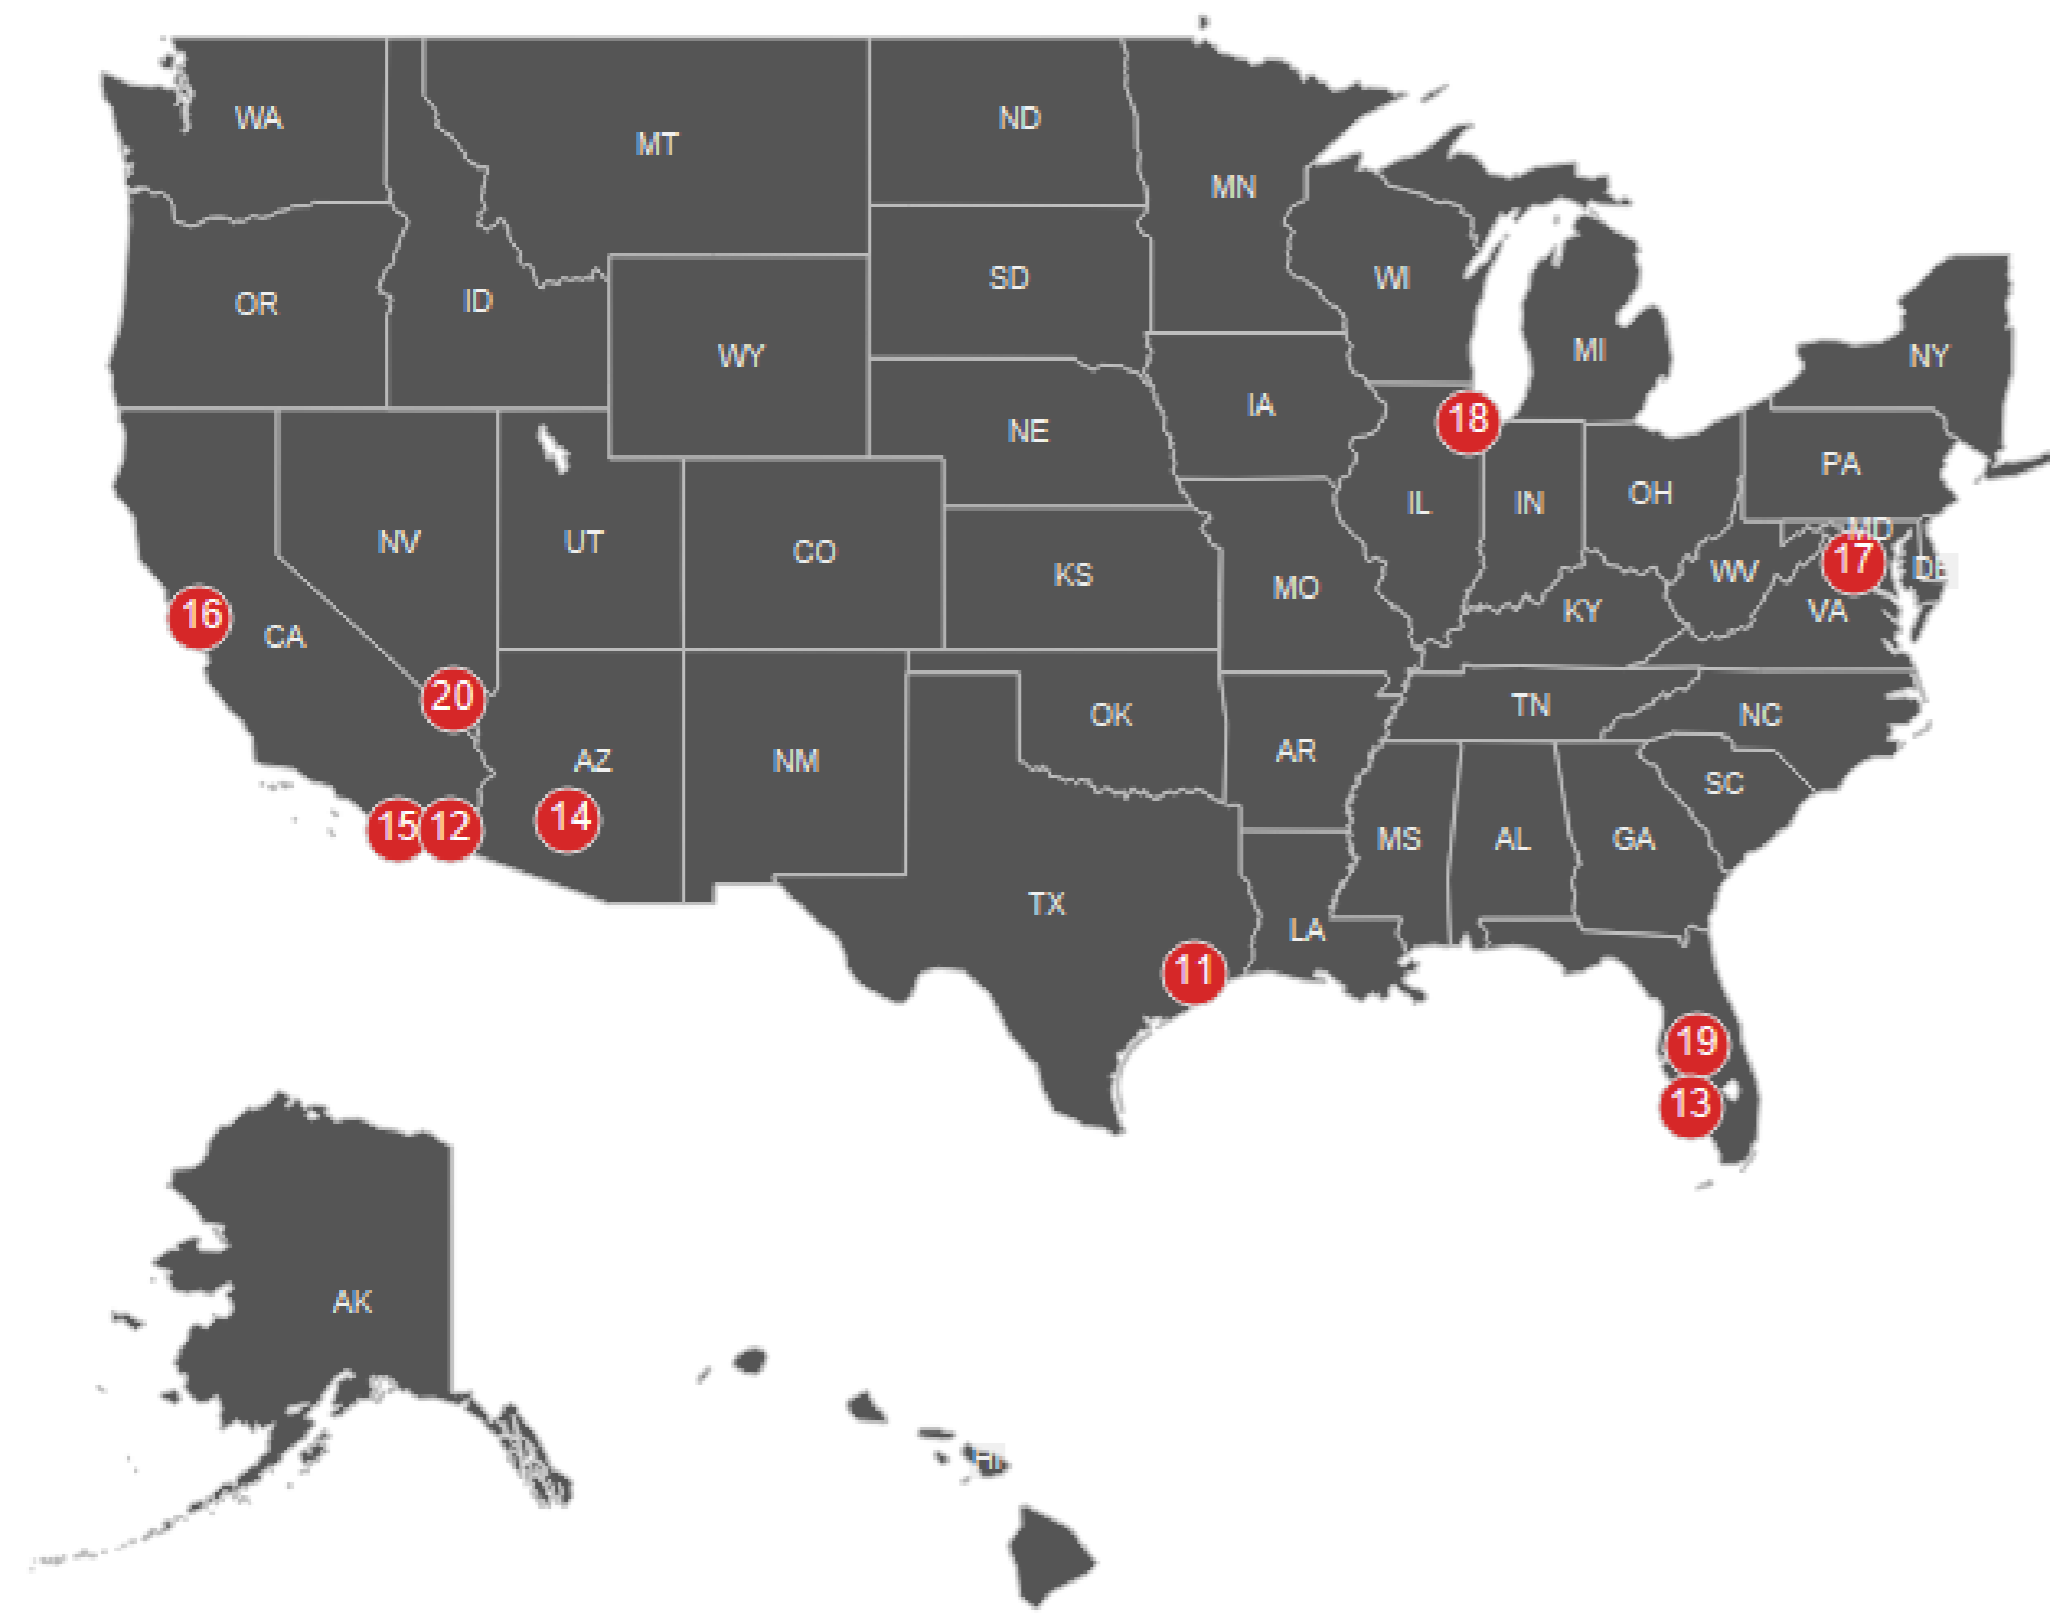 WA
MT
ND
MN
OR
ID
SD
WI
WY
MI
NY
IA
NE
18
PA
NV
UT
CO
IL
IN
OH
MD
KS
MO
WV
17
DE
16
CA
KY
VA
20
AZ
NM
OK
AR
TN
NC
SC
15
12
14
MS
AL
GA
TX
LA
11
19
13
AK
HI